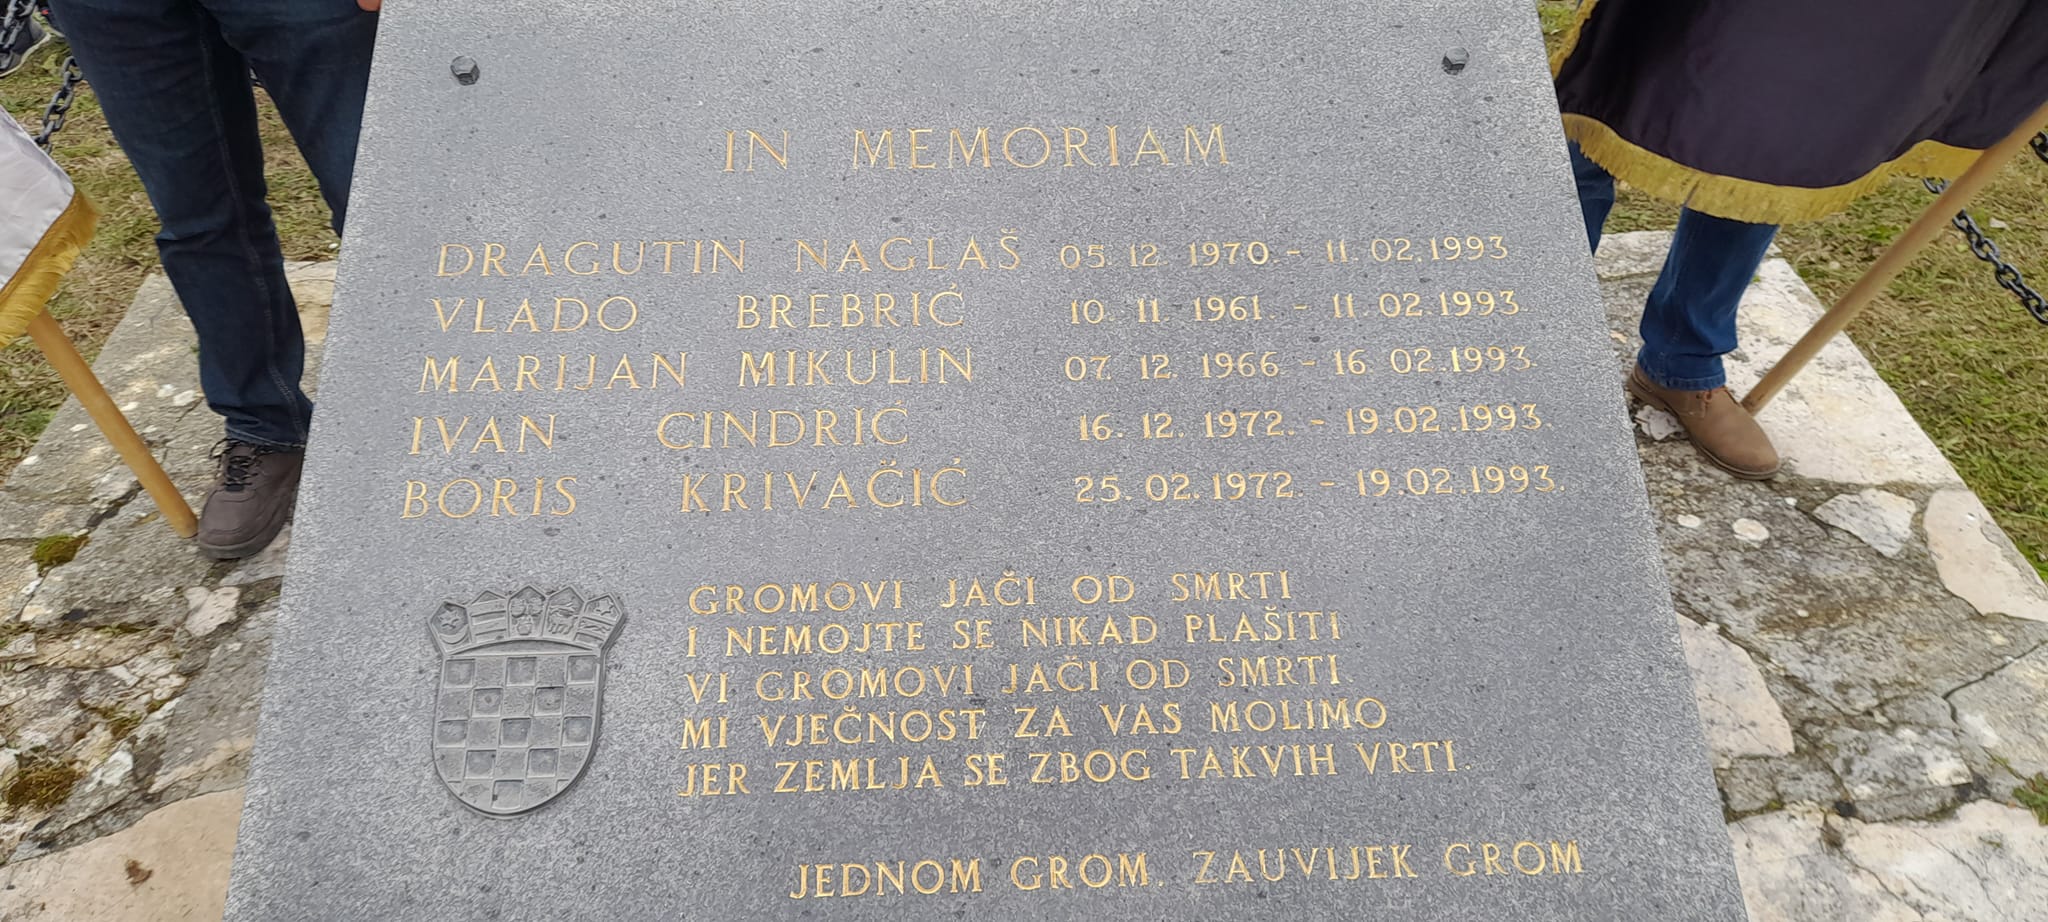 IN MEMORIAM
DRAGUTIN NAGLAŠ 05. 12. 1970. - 11. 02. 1993
VLADO BREBRIĆ 10. 11. 1961. - 11. 02. 1993.
MARIJAN MIKULIN 07. 12. 1966 - 16. 02. 1993.
IVAN CINDRIĆ 16. 12. 1972. - 19. 02. 1993.
BORIS KRIVAČIĆ 25. 02. 1972. - 19. 02. 1993.
GROMOVI JAČI OD SMRTI
I NEMOJTE SE NIKAD PLAŠITI
VI GROMOVI JAČI OD SMRTI.
MI VJEČNOST ZA VAS MOLIMO
JER ZEMLJA SE ZBOG TAKVIH VRTI.
JEDNOM GROM. ZAUVIJEK GROM